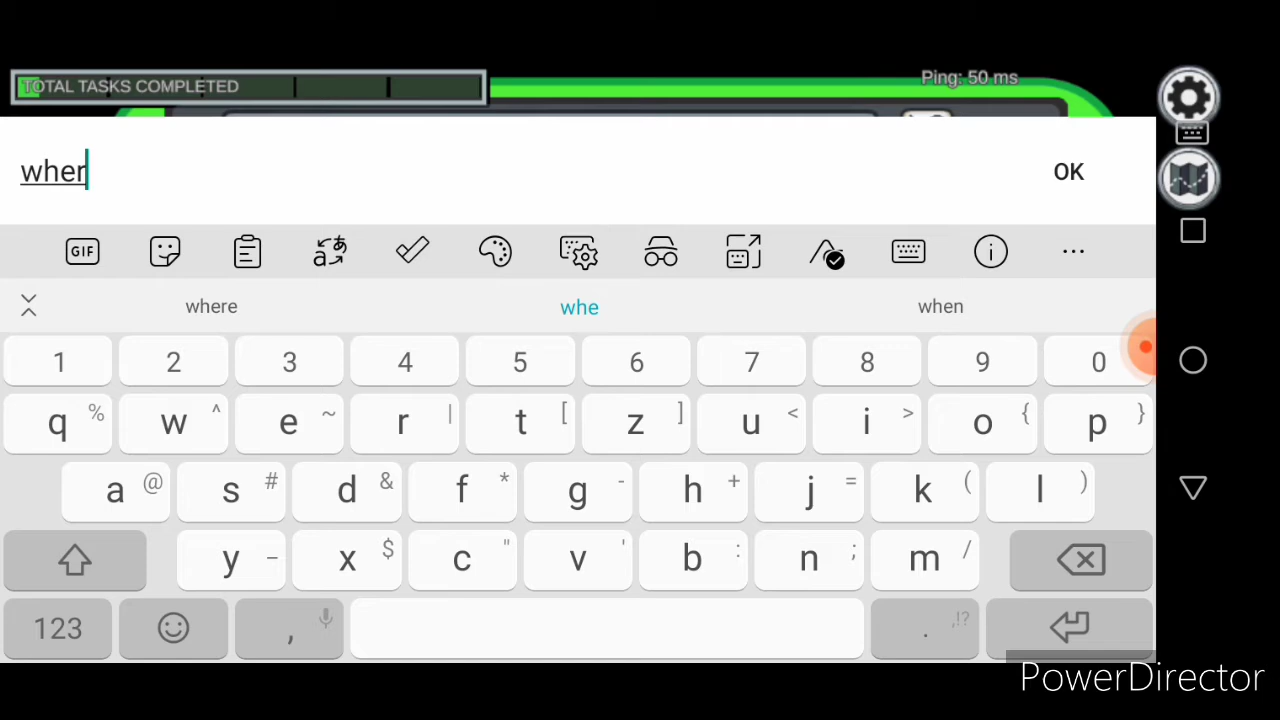 TOTAL TASKS COMPLETED
Ping: 50 ms
wher
OK
GIF
where whe when
1 2 3 4 5 6 7 8 9 0
q % w ^ e ~ r | t [ z ] u < i > o { p }
a @ s # d & f * g - h + j = k ( l )
y _ x $ c " v ' b : n ; m /
123 , . ,!?
PowerDirector